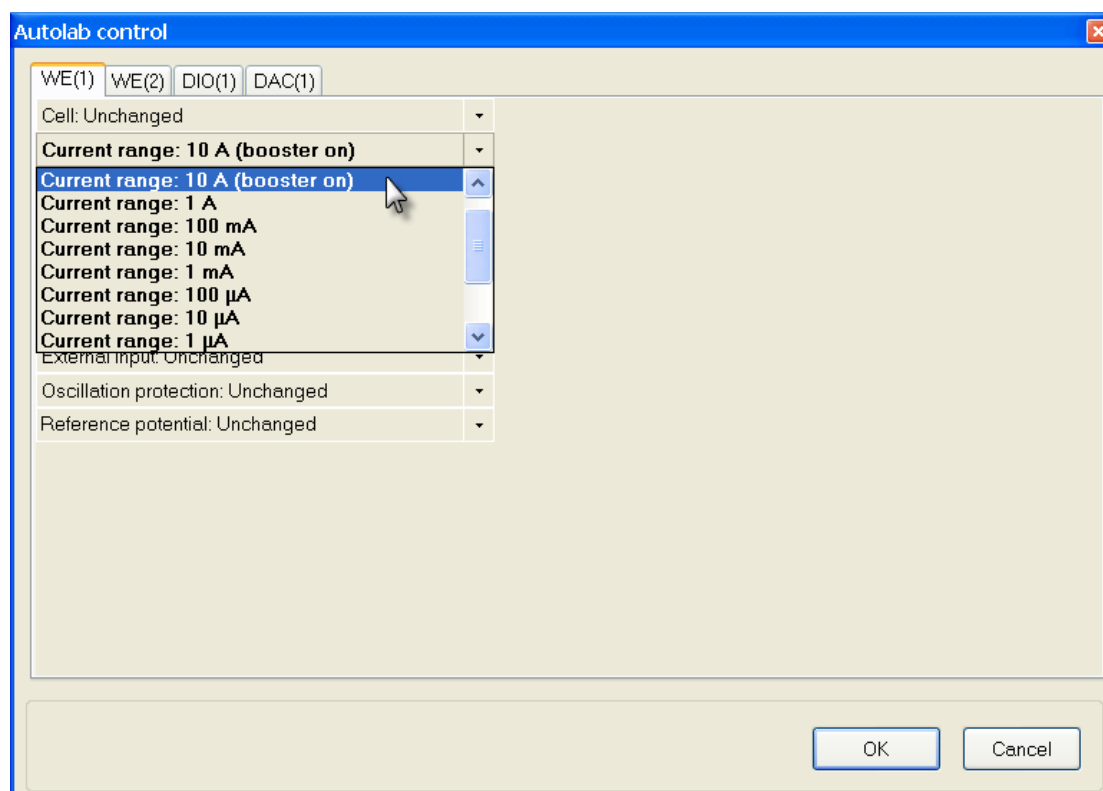 Autolab control
WE(1) WE(2) DIO(1) DAC(1)
Cell: Unchanged
Current range: 10 A (booster on)
Current range: 10 A (booster on)
Current range: 1 A
Current range: 100 mA
Current range: 10 mA
Current range: 1 mA
Current range: 100 µA
Current range: 10 µA
Current range: 1 µA
External input: Unchanged
Oscillation protection: Unchanged
Reference potential: Unchanged
OK Cancel